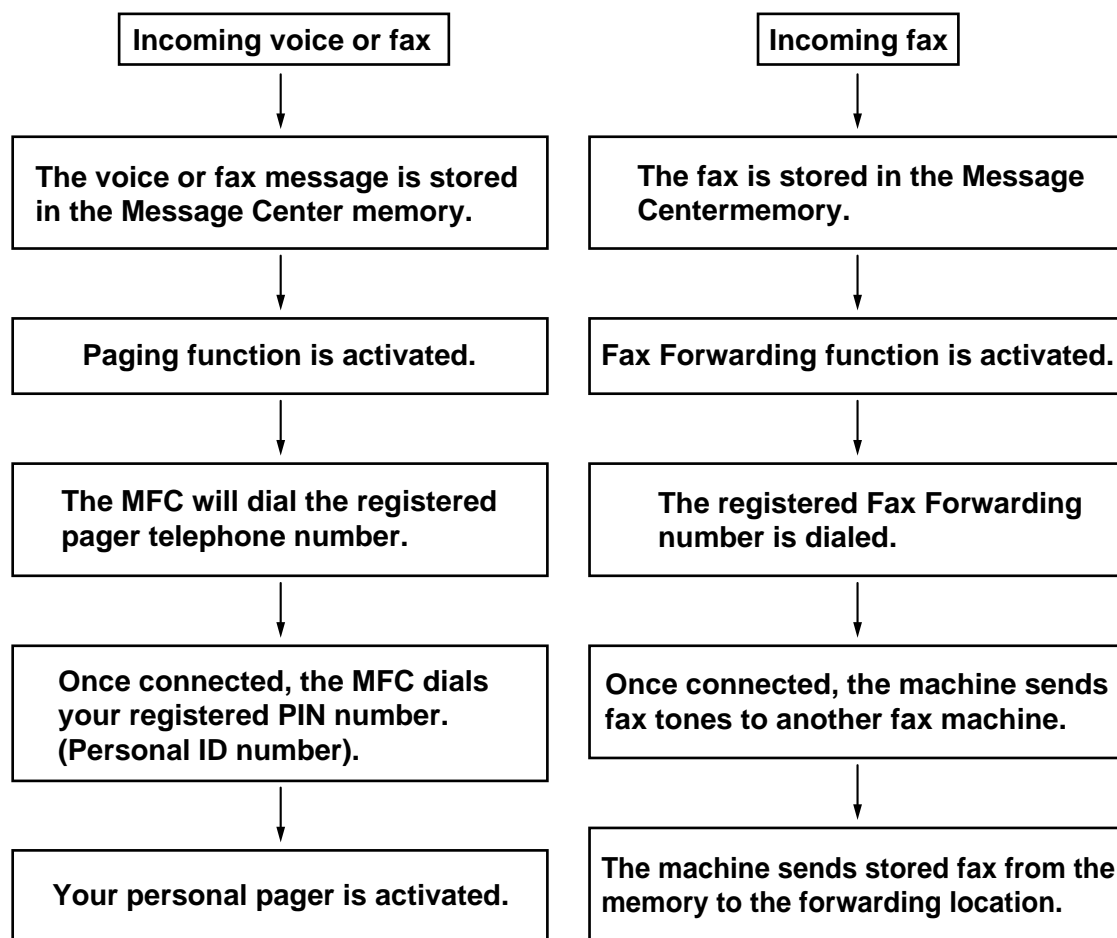 Incoming voice or fax
The voice or fax message is stored
in the Message Center memory.
Paging function is activated.
The MFC will dial the registered
pager telephone number.
Once connected, the MFC dials
your registered PIN number.
(Personal ID number).
Your personal pager is activated.
Incoming fax
The fax is stored in the Message
Centermemory.
Fax Forwarding function is activated.
The registered Fax Forwarding
number is dialed.
Once connected, the machine sends
fax tones to another fax machine.
The machine sends stored fax from the
memory to the forwarding location.